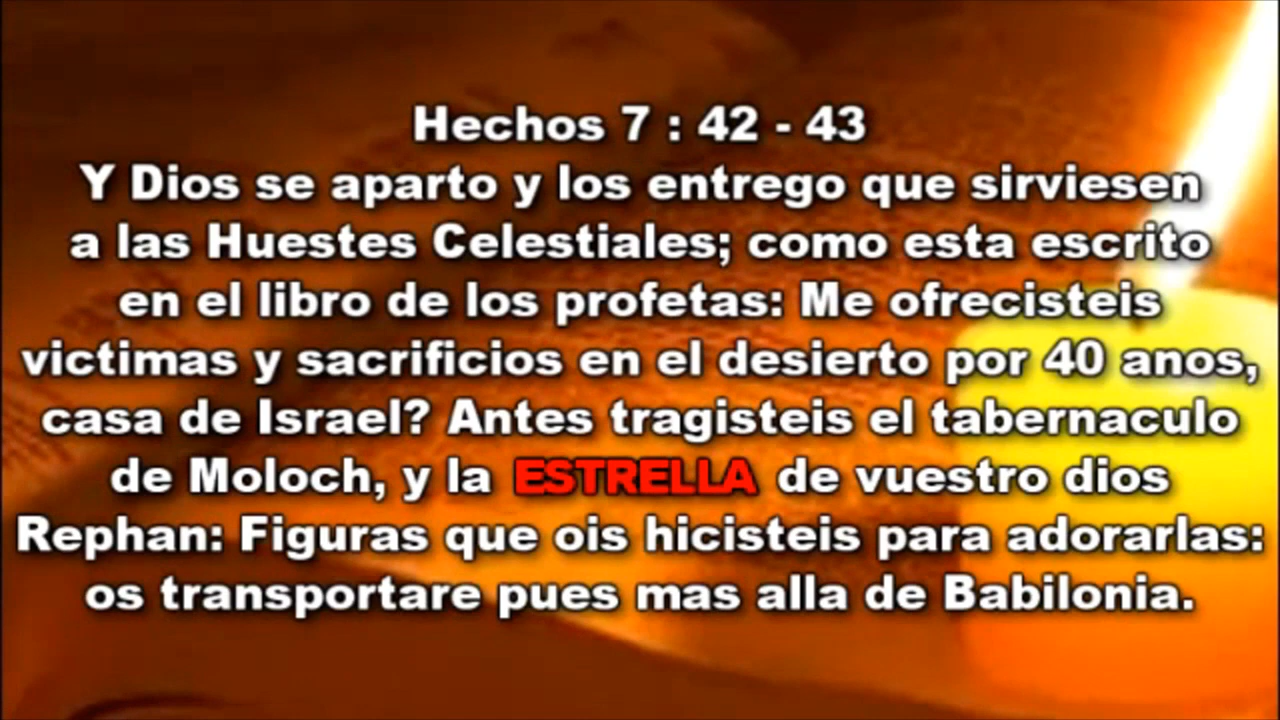 Hechos 7 : 42 - 43
Y Dios se aparto y los entrego que sirviesen
a las Huestes Celestiales; como esta escrito
en el libro de los profetas: Me ofrecisteis
victimas y sacrificios en el desierto por 40 anos,
casa de Israel? Antes tragisteis el tabernaculo
de Moloch, y la ESTRELLA de vuestro dios
Rephan: Figuras que ois hicisteis para adorarlas:
os transportare pues mas alla de Babilonia.